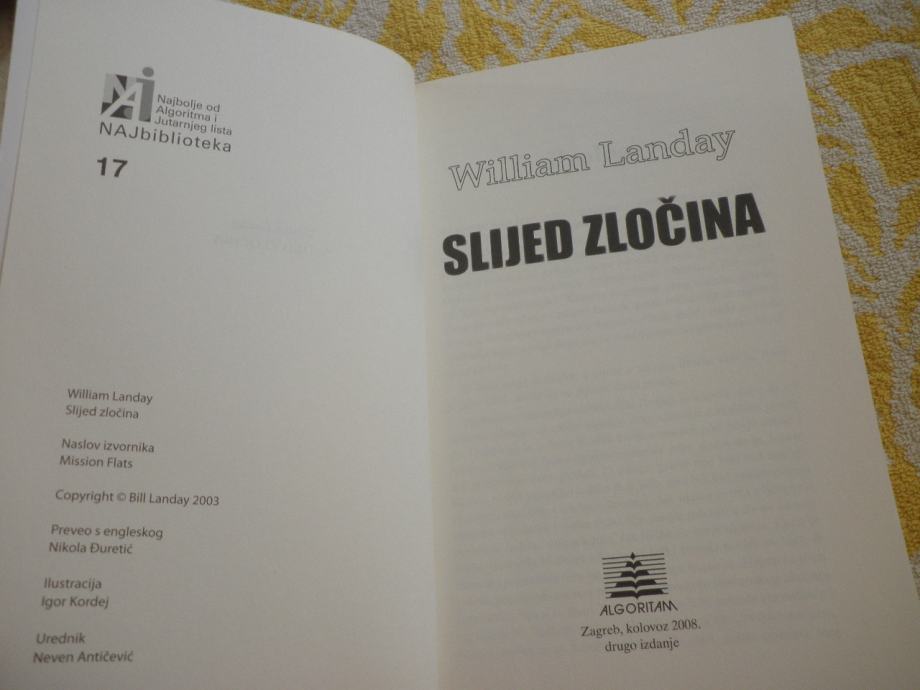 Najbolje od
Algoritma i
Jutarnjeg lista
NAJbiblioteka
17
William Landay
Slijed zločina
Naslov izvornika
Mission Flats
Copyright © Bill Landay 2003
Preveo s engleskog
Nikola Đuretić
Ilustracija
Igor Kordej
Urednik
Neven Antičević
William Landay
SLIJED ZLOČINA
ALGORITAM
Zagreb, kolovoz 2008.
drugo izdanje